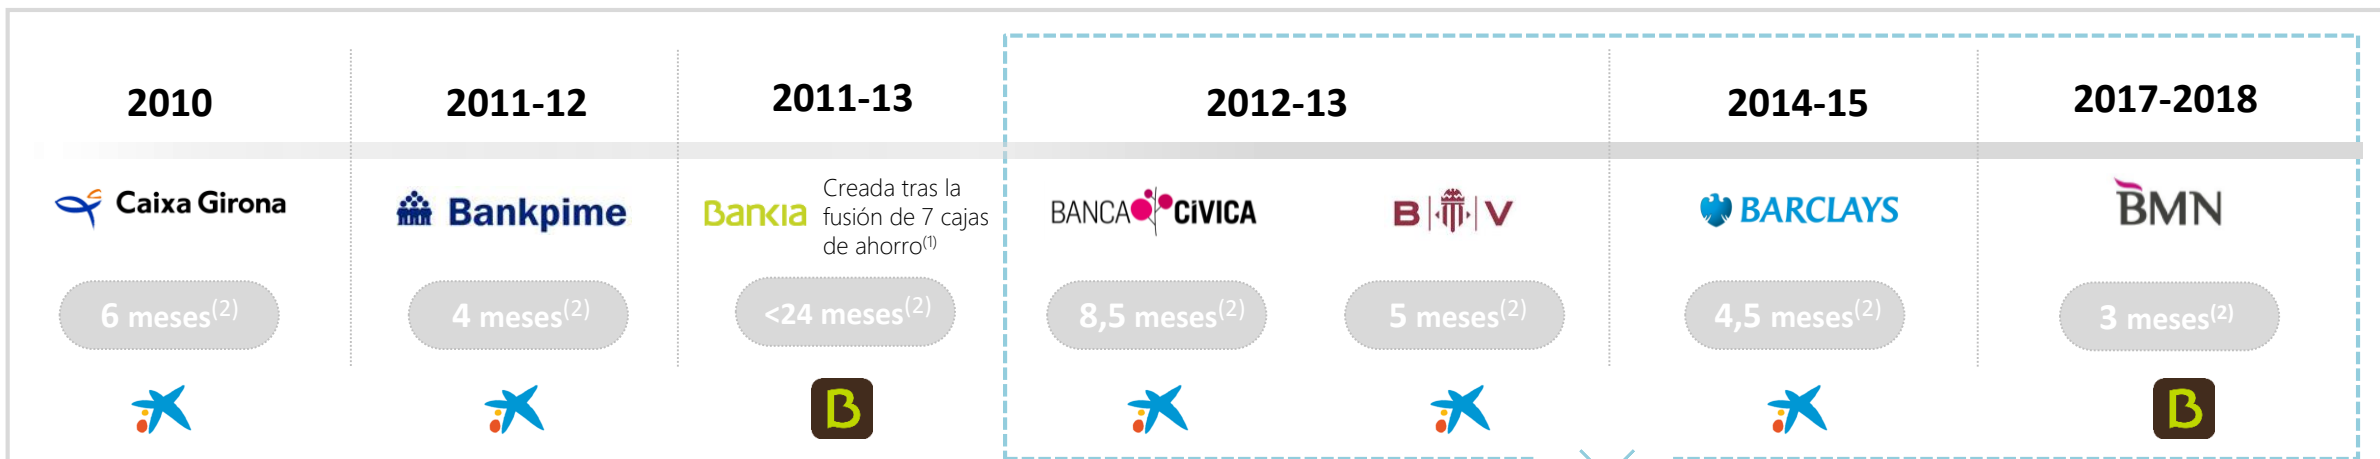 2010
2011-12
2011-13
2012-13
2014-15
2017-2018
Caixa Girona
Bankpime
Bankia
Creada tras la
fusión de 7 cajas
de ahorro(1)
BANCA CÍVICA
B V
BARCLAYS
BMN
6 meses(2)
4 meses(2)
<24 meses(2)
8,5 meses(2)
5 meses(2)
4,5 meses(2)
3 meses(2)
B
B